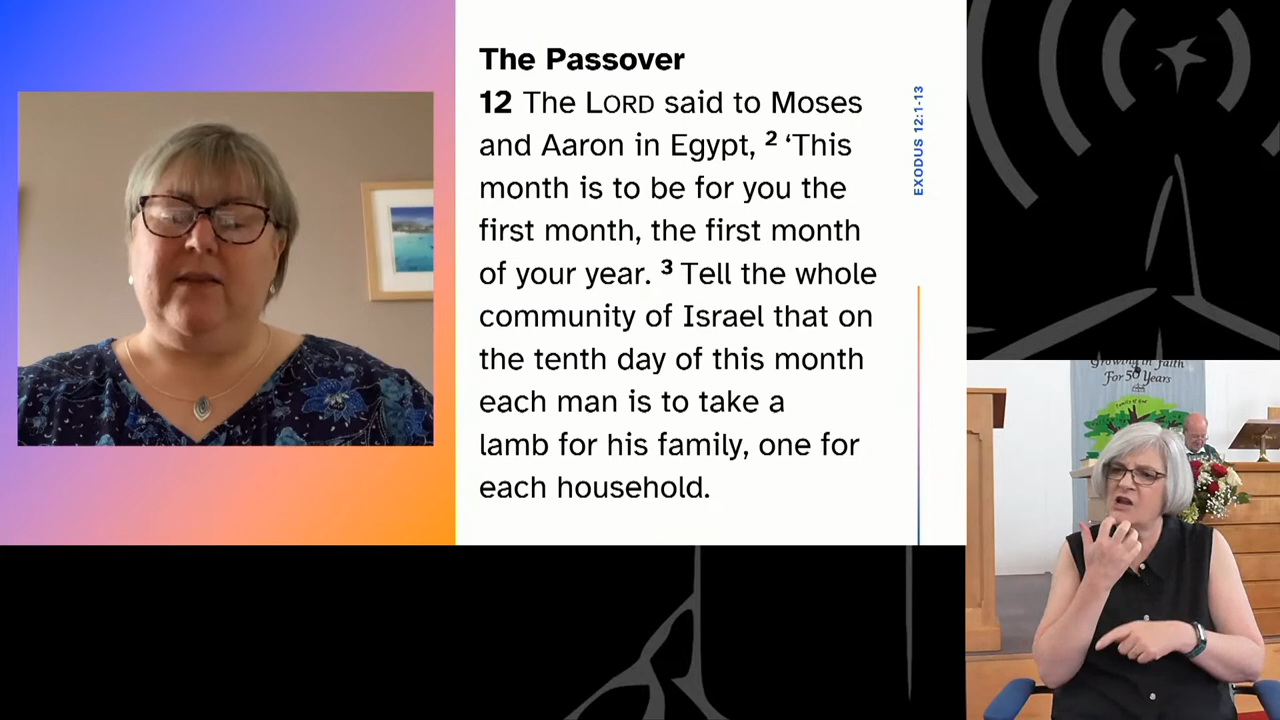 The Passover
12 The LORD said to Moses
and Aaron in Egypt, 2 ‘This
month is to be for you the
first month, the first month
of your year. 3 Tell the whole
community of Israel that on
the tenth day of this month
each man is to take a
lamb for his family, one for
each household.
EXODUS 12:1-13
Growing in faith
For 50 Years
Family of God